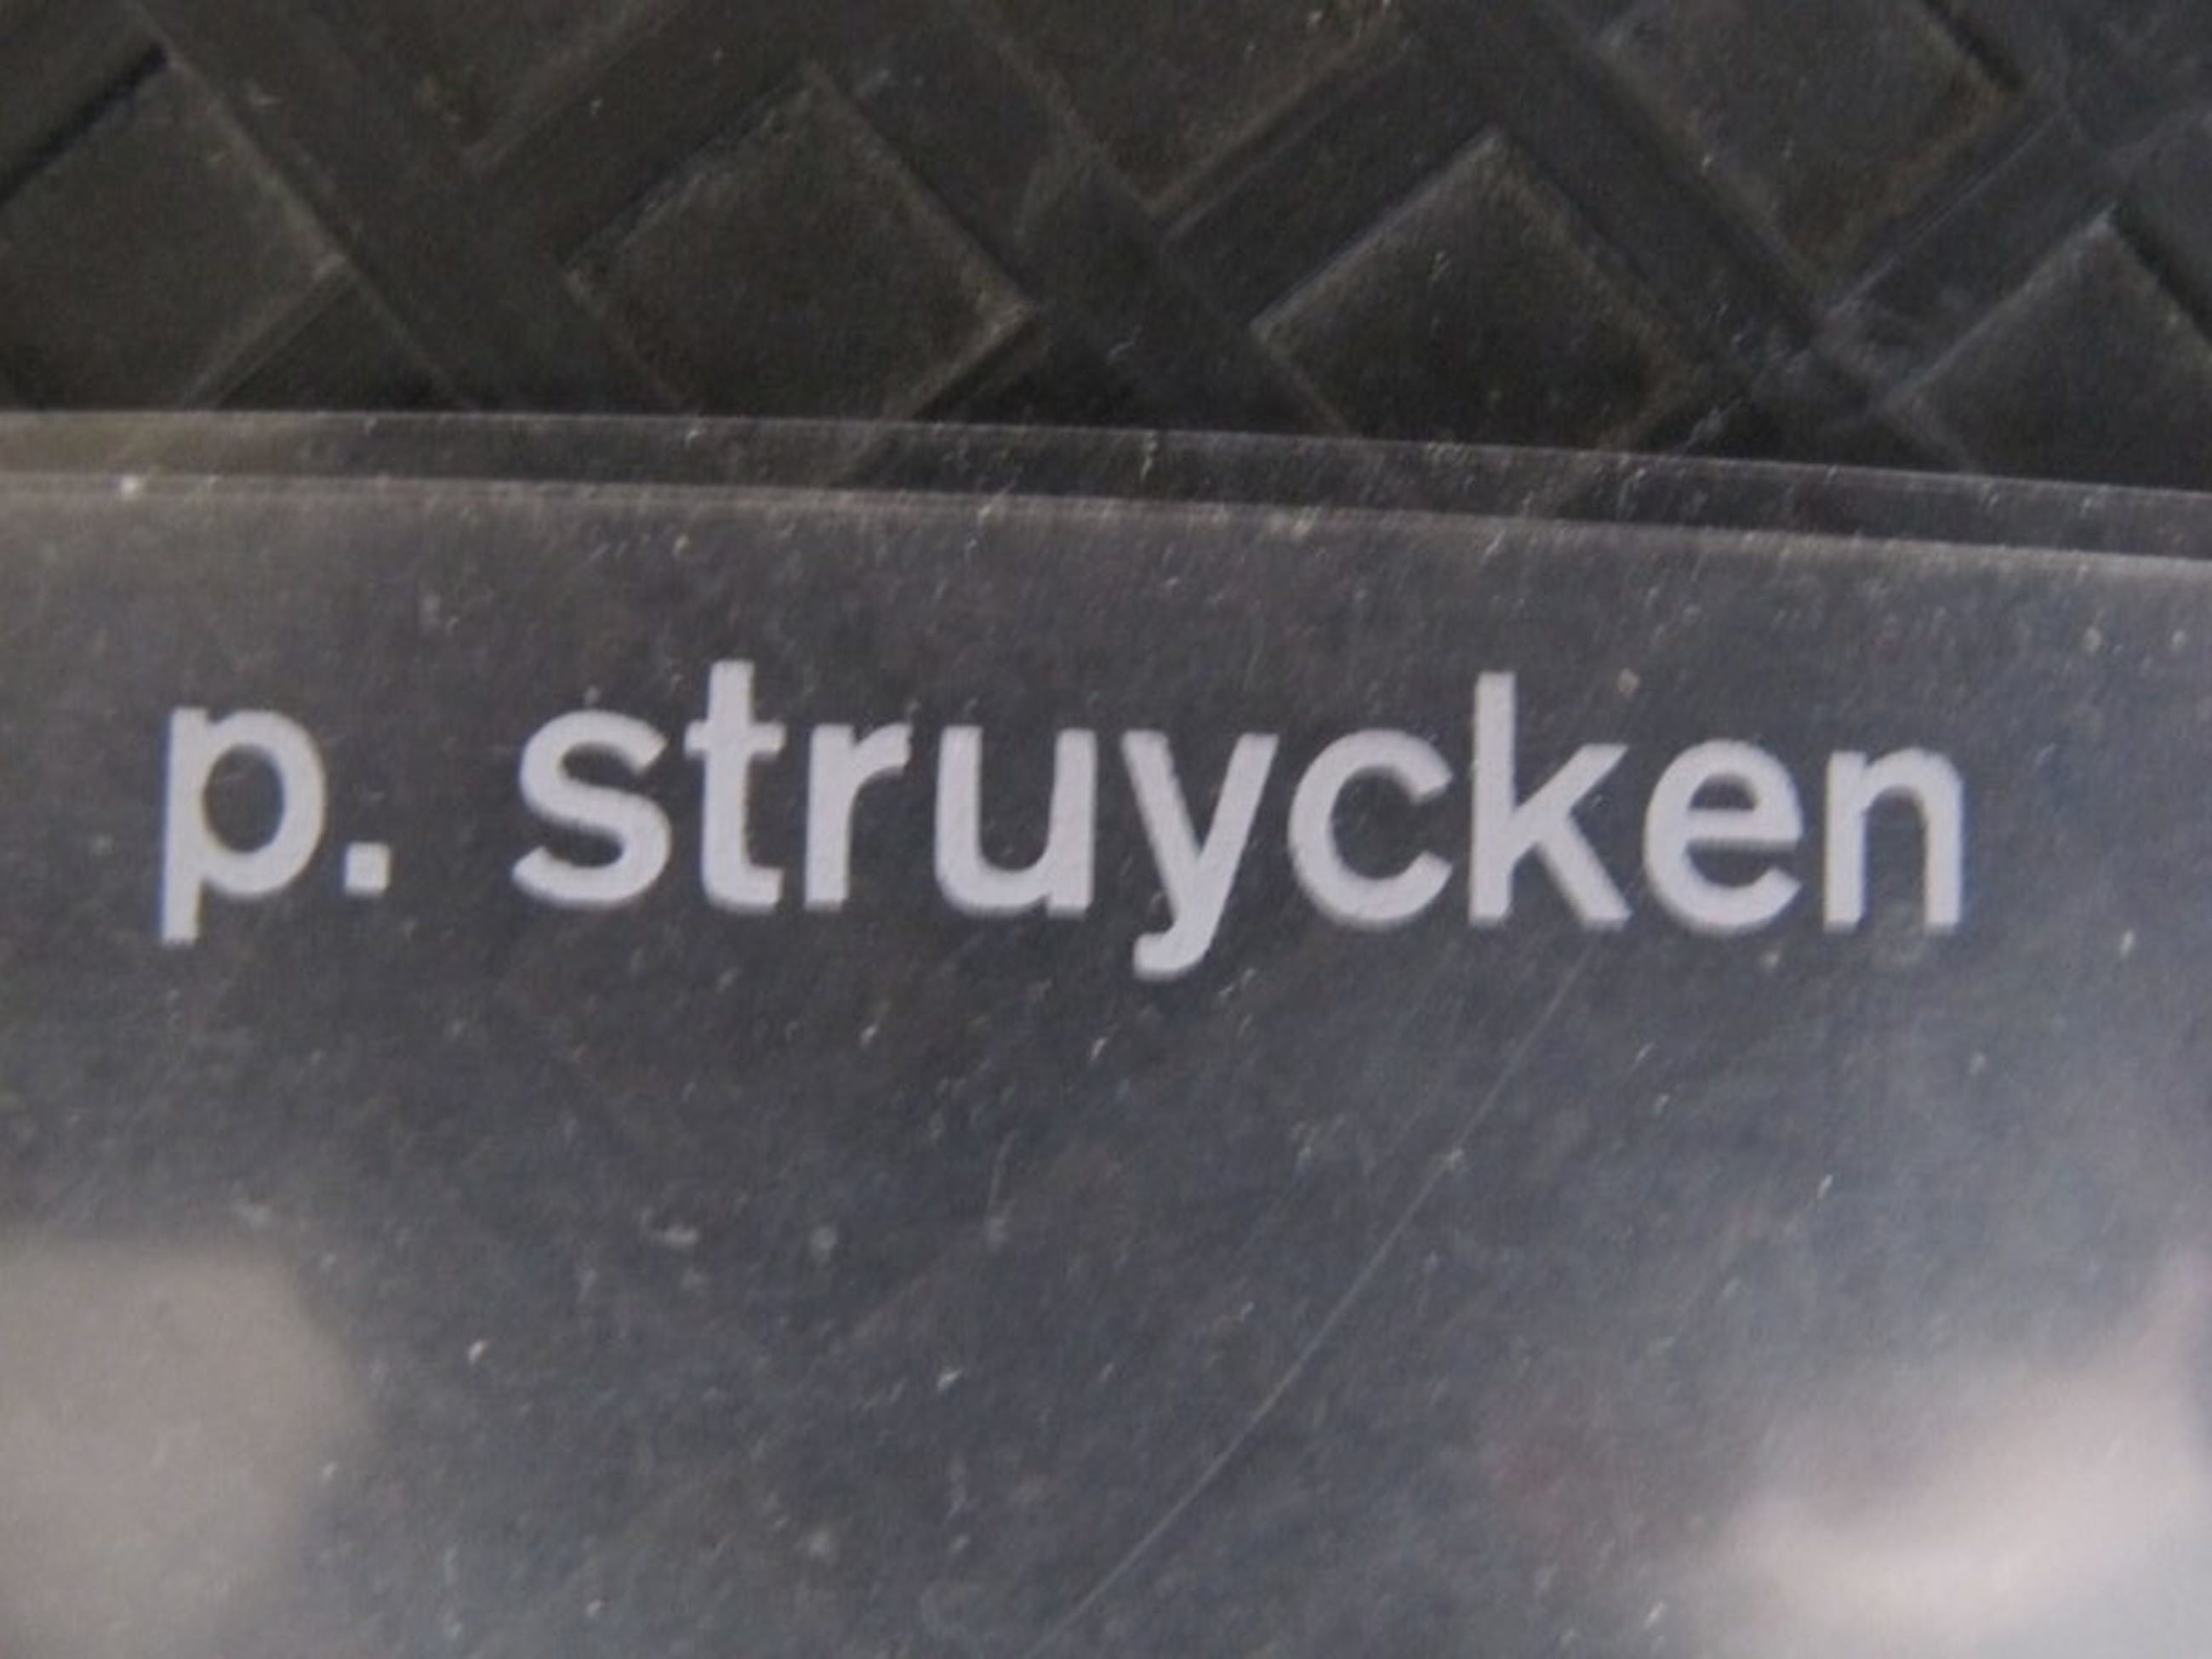 p. struycken